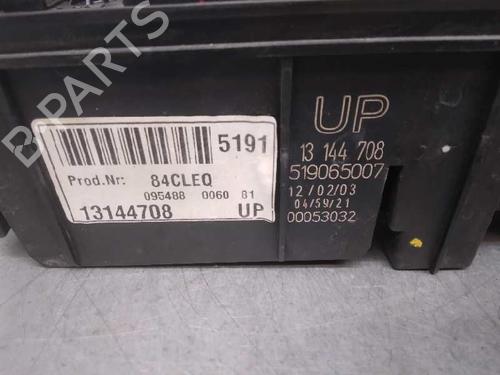 B PARTS
5191
Prod.Nr: 84CLEQ
095488 0060 81
13144708 UP
UP
13 144 708
519065007
12/02/03
04/59/21
00053032